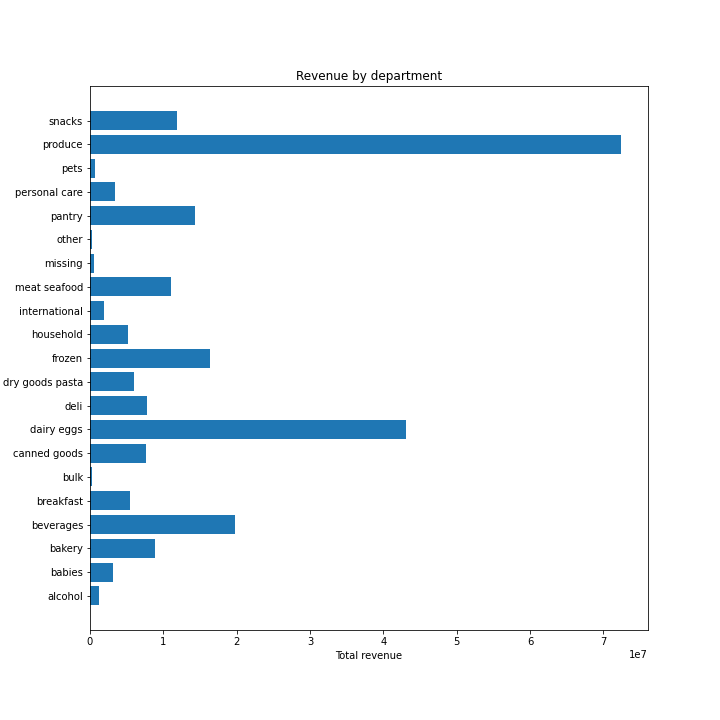 Revenue by department
snacks
produce
pets
personal care
pantry
other
missing
meat seafood
international
household
frozen
dry goods pasta
deli
dairy eggs
canned goods
bulk
breakfast
beverages
bakery
babies
alcohol
0 1 2 3 4 5 6 7
1e7
Total revenue